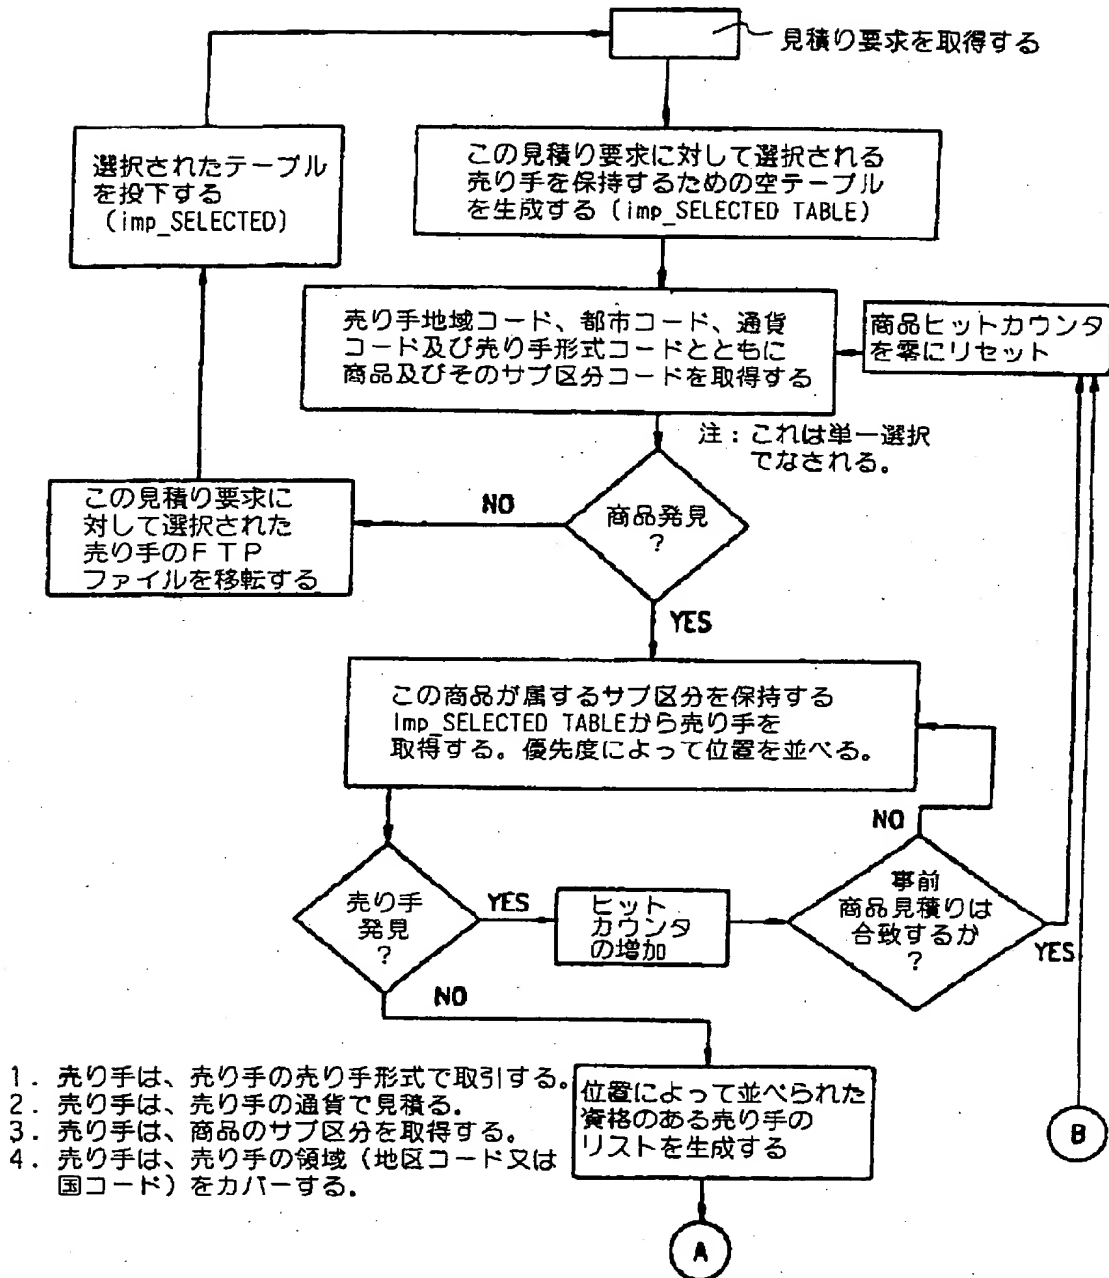 見積り要求を取得する
選択されたテーブル
を投下する
(imp_SELECTED)
この見積り要求に対して選択される
売り手を保持するための空テーブル
を生成する (imp_SELECTED TABLE)
売り手地域コード、都市コード、通貨
コード及び売り手形式コードとともに
商品及びそのサブ区分コードを取得する
商品ヒットカウンタ
を零にリセット
注:これは単一選択
でなされる。
この見積り要求に
対して選択された
売り手のFTP
ファイルを移転する
NO
商品発見
?
YES
この商品が属するサブ区分を保持する
imp_SELECTED TABLEから売り手を
取得する。優先度によって位置を並べる。
NO
売り手
発見
?
YES
ヒット
カウンタ
の増加
事前
商品見積りは
合致するか
?
YES
NO
1. 売り手は、売り手の売り手形式で取引する。
2. 売り手は、売り手の通貨で見積る。
3. 売り手は、商品のサブ区分を取得する。
4. 売り手は、売り手の領域(地区コード又は
国コード)をカバーする。
位置によって並べられた
資格のある売り手の
リストを生成する
B
A